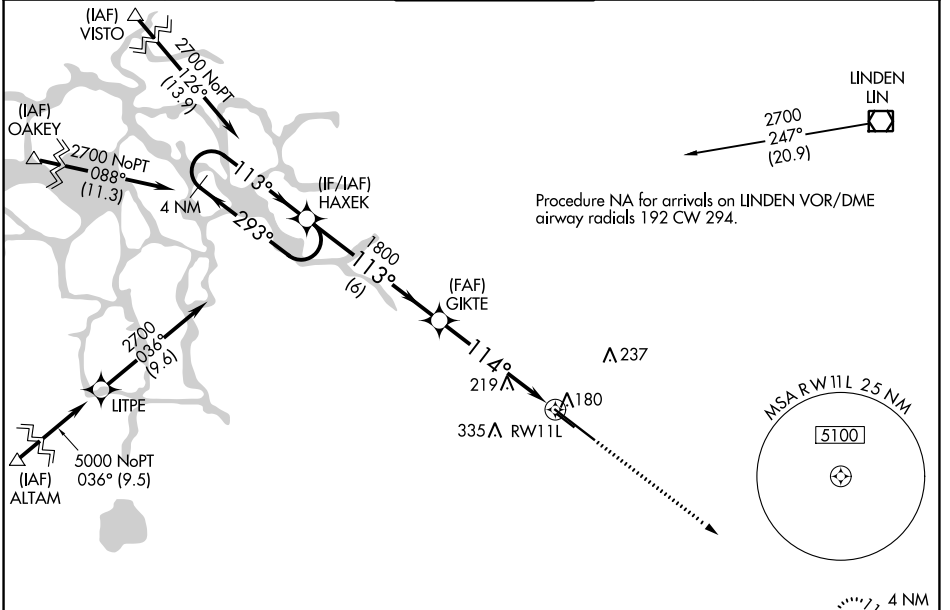 (IAF)
VISTO
2700 NoPT
126°
(13.9)
(IAF)
OAKEY
2700 NoPT
088°
(11.3)
4 NM
113°
293°
(IF/IAF)
HAXEK
1800
113°
(6)
(FAF)
GIKTE
114°
LINDEN
LIN
2700
247°
(20.9)
Procedure NA for arrivals on LINDEN VOR/DME
airway radials 192 CW 294.
2700
036°
(9.6)
LITPE
5000 NoPT
036° (9.5)
(IAF)
ALTAM
237
219
180
335
RW11L
MSA RW11L 25 NM
5100
4 NM